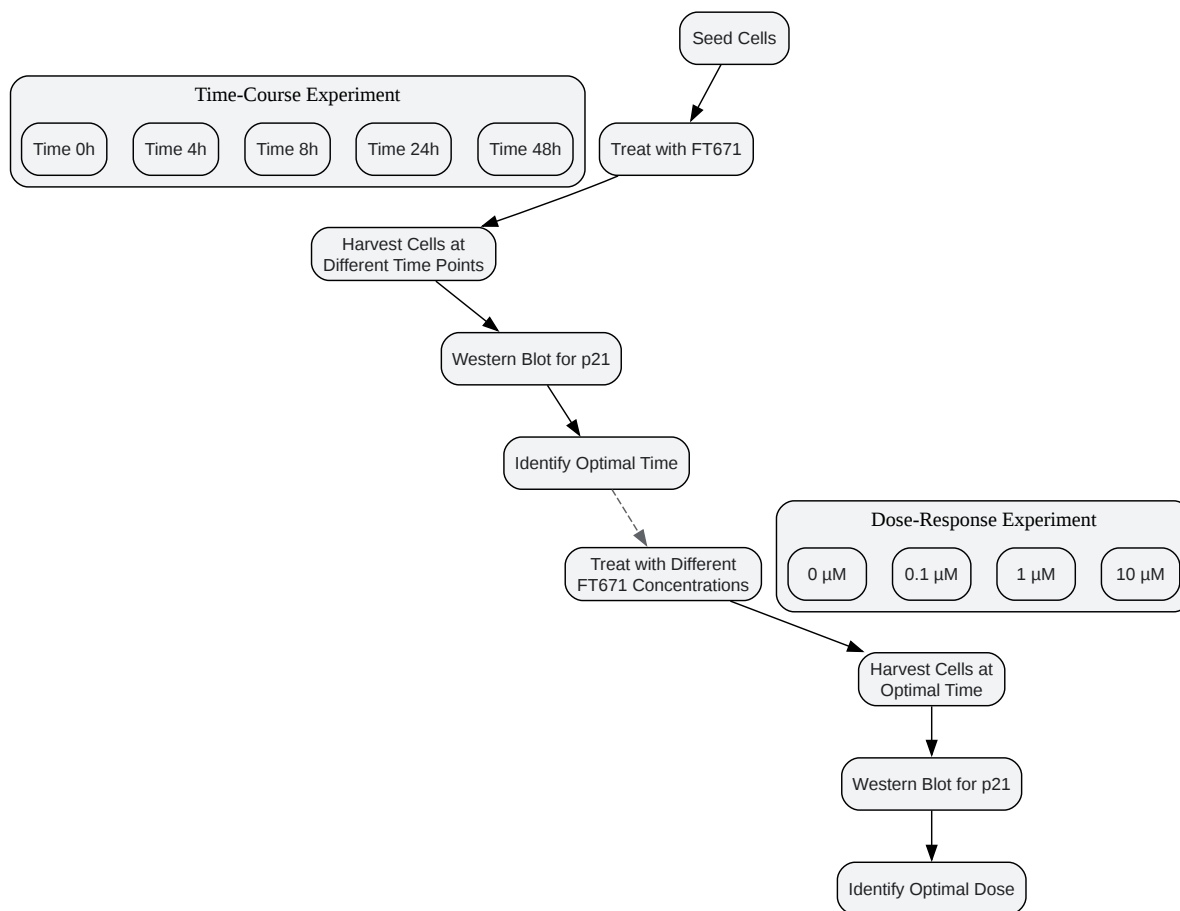 Seed Cells
Time-Course Experiment
Time 0h
Time 4h
Time 8h
Time 24h
Time 48h
Treat with FT671
Harvest Cells at
Different Time Points
Western Blot for p21
Identify Optimal Time
Dose-Response Experiment
Treat with Different
FT671 Concentrations
0 µM
0.1 µM
1 µM
10 µM
Harvest Cells at
Optimal Time
Western Blot for p21
Identify Optimal Dose